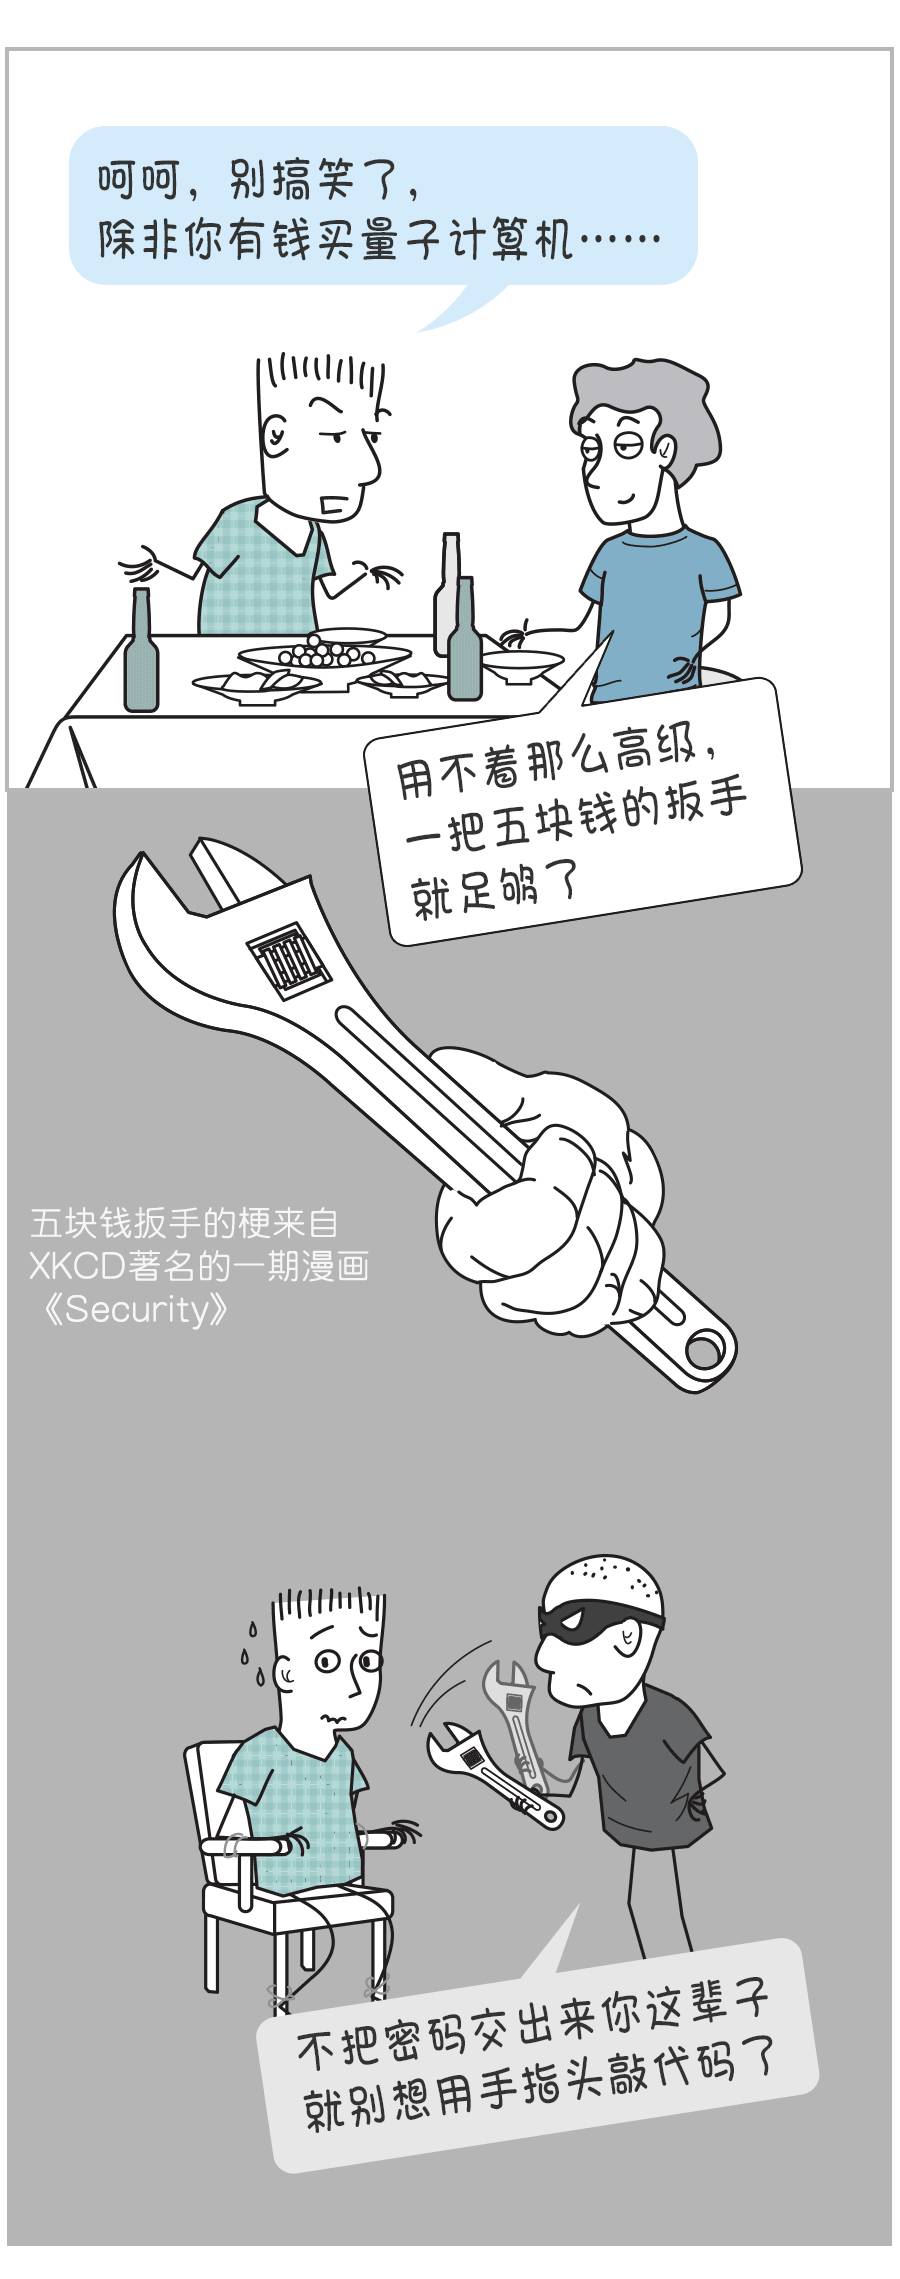 呵呵，别搞笑了，
除非你有钱买量子计算机……
用不着那么高级，
一把五块钱的扳手
就足够了
五块钱扳手的梗来自
XKCD著名的一期漫画
《Security》
不把密码交出来你这辈子
就别想用手指头敲代码了